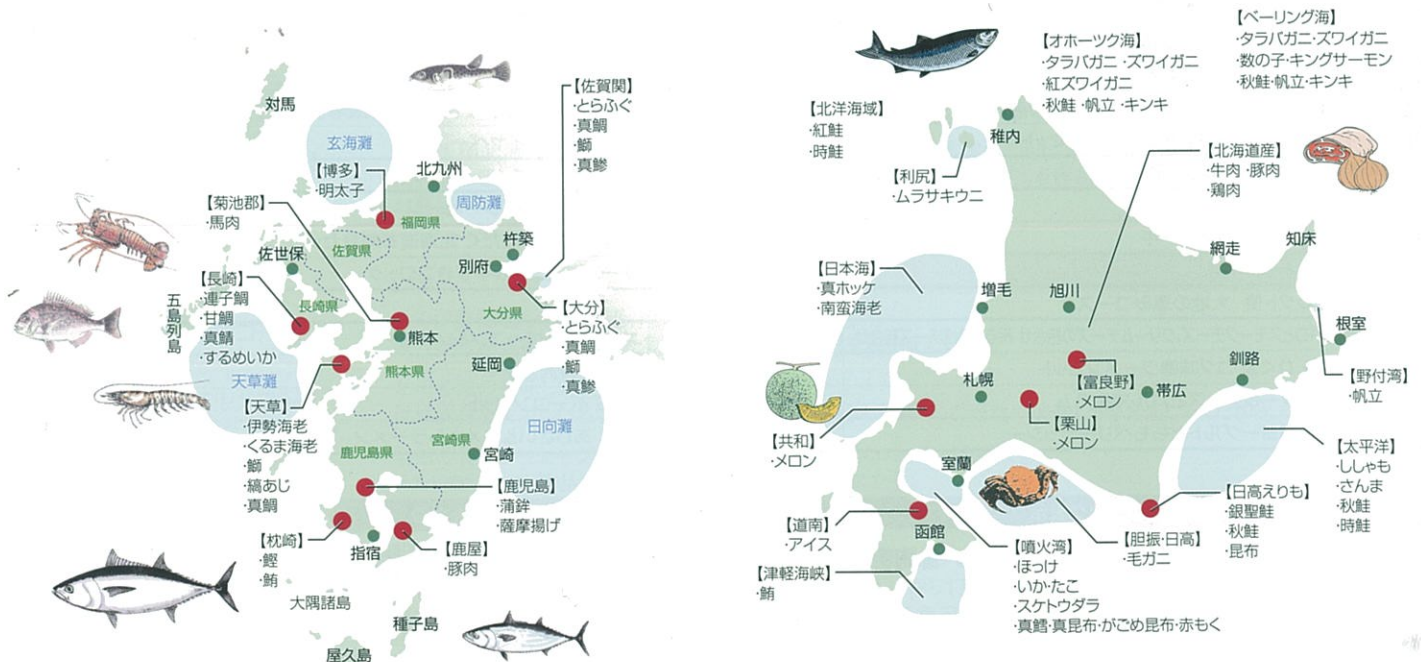 対馬
玄海灘
【博多】
・明太子
北九州
【佐賀関】
・とらふぐ
・真鯛
・鰤
・真鯵
【菊池郡】
・馬肉
福岡県
周防灘
佐賀県
杵築
佐世保
別府
【長崎】
・連子鯛
・甘鯛
・真鯖
・するめいか
長崎県
五島列島
大分県
【大分】
・とらふぐ
・真鯛
・鰤
・真鯵
熊本
熊本県
延岡
天草灘
【天草】
・伊勢海老
・くるま海老
・鰤
・縞あじ
・真鯛
日向灘
宮崎県
宮崎
鹿児島県
【鹿児島】
・蒲鉾
・薩摩揚げ
【枕崎】
・鰹
・鮪
指宿
【鹿屋】
・豚肉
大隅諸島
種子島
屋久島
【オホーツク海】
・タラバガニ・ズワイガニ
・紅ズワイガニ
・秋鮭・帆立・キンキ
【ベーリング海】
・タラバガニ・ズワイガニ
・数の子・キングサーモン
・秋鮭・帆立・キンキ
【北洋海域】
・紅鮭
・時鮭
稚内
【利尻】
・ムラサキウニ
【北海道産】
・牛肉・豚肉
・鶏肉
知床
網走
【日本海】
・真ホッケ
・南蛮海老
増毛
旭川
根室
釧路
【野付湾】
・帆立
札幌
【富良野】
・メロン
帯広
【栗山】
・メロン
【共和】
・メロン
【太平洋】
・ししゃも
・さんま
・秋鮭
・時鮭
室蘭
【日高えりも】
・銀聖鮭
・秋鮭
・昆布
【道南】
・アイス
函館
【噴火湾】
・ほっけ
・いか・たこ
・スケトウダラ
・真鱈・真昆布・がごめ昆布・赤もく
【胆振・日高】
・毛ガニ
【津軽海峡】
・鮪